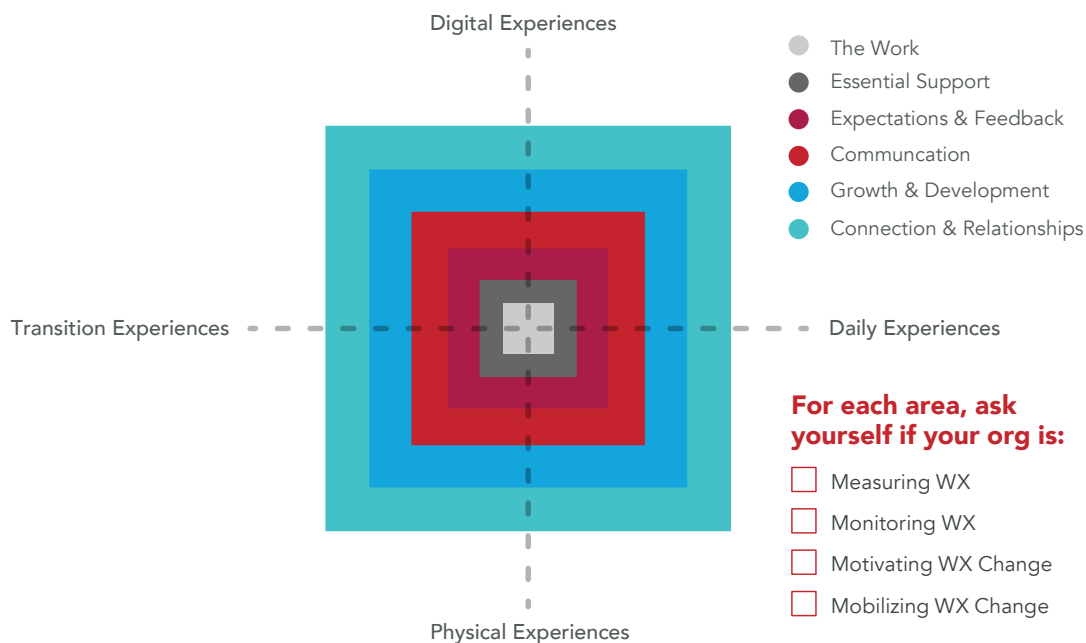 Digital Experiences
The Work
Essential Support
Expectations & Feedback
Communcation
Growth & Development
Connection & Relationships
Transition Experiences
Daily Experiences
For each area, ask
yourself if your org is:
Measuring WX
Monitoring WX
Motivating WX Change
Mobilizing WX Change
Physical Experiences